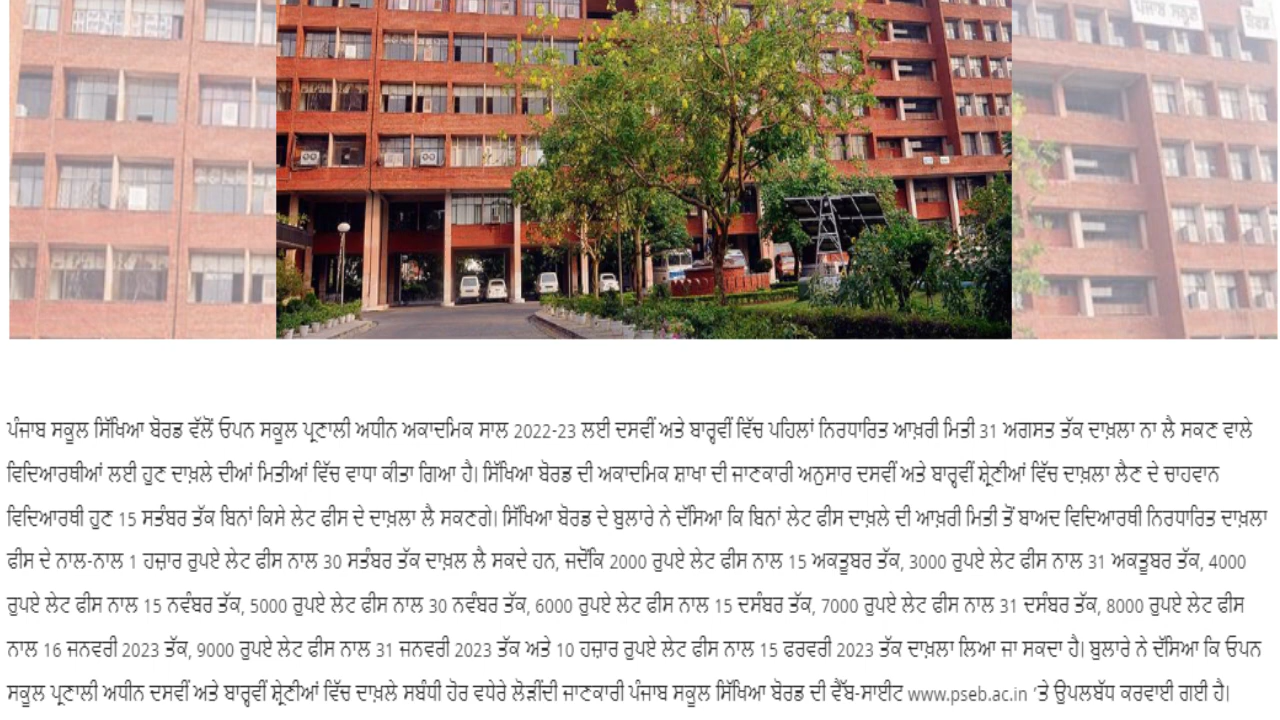 ਪੰਜਾਬ ਸਕੂਲ
ਬੋਰਡ
ਪੰਜਾਬ ਸਕੂਲ ਸਿੱਖਿਆ ਬੋਰਡ ਵੱਲੋਂ ਓਪਨ ਸਕੂਲ ਪ੍ਰਣਾਲੀ ਅਧੀਨ ਅਕਾਦਮਿਕ ਸਾਲ 2022-23 ਲਈ ਦਸਵੀਂ ਅਤੇ ਬਾਰ੍ਹਵੀਂ ਵਿੱਚ ਪਹਿਲਾਂ ਨਿਰਧਾਰਿਤ ਆਖ਼ਰੀ ਮਿਤੀ 31 ਅਗਸਤ ਤੱਕ ਦਾਖ਼ਲਾ ਨਾ ਲੈ ਸਕਣ ਵਾਲੇ
ਵਿਦਿਆਰਥੀਆਂ ਲਈ ਹੁਣ ਦਾਖ਼ਲੇ ਦੀਆਂ ਮਿਤੀਆਂ ਵਿੱਚ ਵਾਧਾ ਕੀਤਾ ਗਿਆ ਹੈ। ਸਿੱਖਿਆ ਬੋਰਡ ਦੀ ਅਕਾਦਮਿਕ ਸ਼ਾਖਾ ਦੀ ਜਾਣਕਾਰੀ ਅਨੁਸਾਰ ਦਸਵੀਂ ਅਤੇ ਬਾਰ੍ਹਵੀਂ ਸ਼੍ਰੇਣੀਆਂ ਵਿੱਚ ਦਾਖ਼ਲਾ ਲੈਣ ਦੇ ਚਾਹਵਾਨ
ਵਿਦਿਆਰਥੀ ਹੁਣ 15 ਸਤੰਬਰ ਤੱਕ ਬਿਨਾਂ ਕਿਸੇ ਲੇਟ ਫੀਸ ਦੇ ਦਾਖ਼ਲਾ ਲੈ ਸਕਣਗੇ। ਸਿੱਖਿਆ ਬੋਰਡ ਦੇ ਬੁਲਾਰੇ ਨੇ ਦੱਸਿਆ ਕਿ ਬਿਨਾਂ ਲੇਟ ਫੀਸ ਦਾਖ਼ਲੇ ਦੀ ਆਖ਼ਰੀ ਮਿਤੀ ਤੋਂ ਬਾਅਦ ਵਿਦਿਆਰਥੀ ਨਿਰਧਾਰਿਤ ਦਾਖ਼ਲਾ
ਫੀਸ ਦੇ ਨਾਲ-ਨਾਲ 1 ਹਜ਼ਾਰ ਰੁਪਏ ਲੇਟ ਫੀਸ ਨਾਲ 30 ਸਤੰਬਰ ਤੱਕ ਦਾਖ਼ਲ ਲੈ ਸਕਦੇ ਹਨ, ਜਦੋਂਕਿ 2000 ਰੁਪਏ ਲੇਟ ਫੀਸ ਨਾਲ 15 ਅਕਤੂਬਰ ਤੱਕ, 3000 ਰੁਪਏ ਲੇਟ ਫੀਸ ਨਾਲ 31 ਅਕਤੂਬਰ ਤੱਕ, 4000
ਰੁਪਏ ਲੇਟ ਫੀਸ ਨਾਲ 15 ਨਵੰਬਰ ਤੱਕ, 5000 ਰੁਪਏ ਲੇਟ ਫੀਸ ਨਾਲ 30 ਨਵੰਬਰ ਤੱਕ, 6000 ਰੁਪਏ ਲੇਟ ਫੀਸ ਨਾਲ 15 ਦਸੰਬਰ ਤੱਕ, 7000 ਰੁਪਏ ਲੇਟ ਫੀਸ ਨਾਲ 31 ਦਸੰਬਰ ਤੱਕ, 8000 ਰੁਪਏ ਲੇਟ ਫੀਸ
ਨਾਲ 16 ਜਨਵਰੀ 2023 ਤੱਕ, 9000 ਰੁਪਏ ਲੇਟ ਫੀਸ ਨਾਲ 31 ਜਨਵਰੀ 2023 ਤੱਕ ਅਤੇ 10 ਹਜ਼ਾਰ ਰੁਪਏ ਲੇਟ ਫੀਸ ਨਾਲ 15 ਫਰਵਰੀ 2023 ਤੱਕ ਦਾਖ਼ਲਾ ਲਿਆ ਜਾ ਸਕਦਾ ਹੈ। ਬੁਲਾਰੇ ਨੇ ਦੱਸਿਆ ਕਿ ਓਪਨ
ਸਕੂਲ ਪ੍ਰਣਾਲੀ ਅਧੀਨ ਦਸਵੀਂ ਅਤੇ ਬਾਰ੍ਹਵੀਂ ਸ਼੍ਰੇਣੀਆਂ ਵਿੱਚ ਦਾਖ਼ਲੇ ਸਬੰਧੀ ਹੋਰ ਵਧੇਰੇ ਲੋੜੀਂਦੀ ਜਾਣਕਾਰੀ ਪੰਜਾਬ ਸਕੂਲ ਸਿੱਖਿਆ ਬੋਰਡ ਦੀ ਵੈੱਬ-ਸਾਈਟ www.pseb.ac.in ’ਤੇ ਉਪਲਬੱਧ ਕਰਵਾਈ ਗਈ ਹੈ।